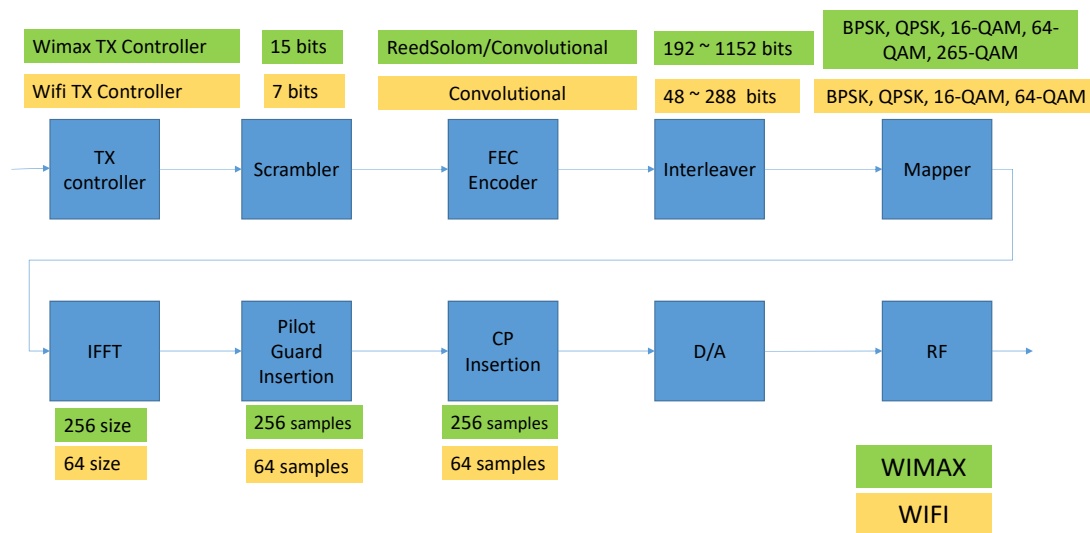 Wimax TX Controller
15 bits
ReedSolom/Convolutional
192 ~ 1152 bits
BPSK, QPSK, 16-QAM, 64-
QAM, 265-QAM
Wifi TX Controller
7 bits
Convolutional
48 ~ 288 bits
BPSK, QPSK, 16-QAM, 64-QAM
TX
controller
Scrambler
FEC
Encoder
Interleaver
Mapper
IFFT
Pilot
Guard
Insertion
CP
Insertion
D/A
RF
256 size
256 samples
256 samples
64 size
64 samples
64 samples
WIMAX
WIFI